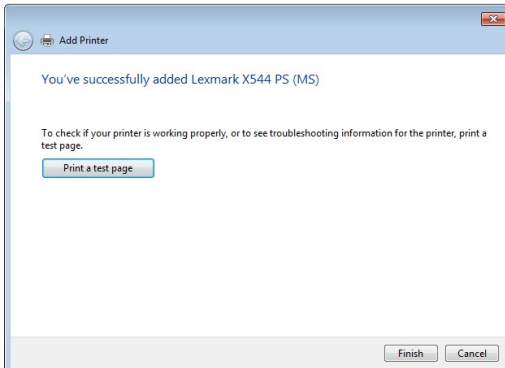 Add Printer
You've successfully added Lexmark X544 PS (MS)
To check if your printer is working properly, or to see troubleshooting information for the printer, print a
test page.
Print a test page
Finish Cancel